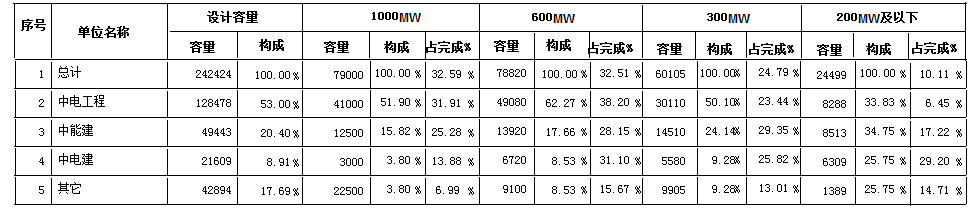 序号 单位名称 设计容量 1000MW 600MW 300MW 200MW及以下
容量 构成 容量 构成 占完成% 容量 构成 占完成% 容量 构成 占完成% 容量 构成 占完成%
1 总计 242424 100.00% 79000 100.00 % 32.59 % 78820 100.00 % 32.51 % 60105 100.00% 24.79 % 24499 100.00 % 10.11 %
2 中电工程 128478 53.00% 41000 51.90 % 31.91 % 49080 62.27 % 38.20 % 30110 50.10% 23.44 % 8288 33.83 % 6.45 %
3 中能建 49443 20.40% 12500 15.82 % 25.28 % 13920 17.66 % 28.15 % 14510 24.14% 29.35 % 8513 34.75 % 17.22 %
4 中电建 21609 8.91% 3000 3.80 % 13.88 % 6720 8.53 % 31.10 % 5580 9.28% 25.82 % 6309 25.75 % 29.20 %
5 其它 42894 17.69% 22500 3.80 % 6.99 % 9100 8.53 % 15.67 % 9905 9.28% 13.01 % 1389 25.75 % 14.71 %